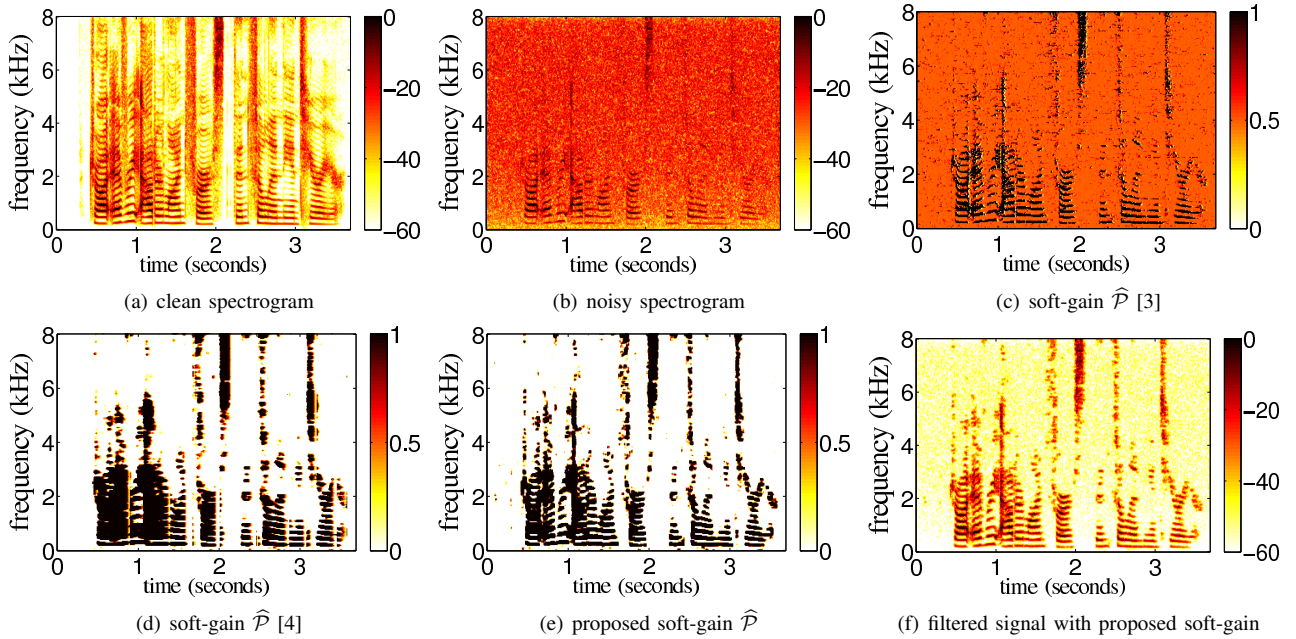 frequency (kHz)
8
6
4
2
0
0 1 2 3
time (seconds)
0
−20
−40
−60
(a) clean spectrogram
frequency (kHz)
8
6
4
2
0
0 1 2 3
time (seconds)
0
−20
−40
−60
(b) noisy spectrogram
frequency (kHz)
8
6
4
2
0
0 1 2 3
time (seconds)
1
0.5
0
(c) soft-gain P̂ [3]
frequency (kHz)
8
6
4
2
0
0 1 2 3
time (seconds)
1
0.5
0
(d) soft-gain P̂ [4]
frequency (kHz)
8
6
4
2
0
0 1 2 3
time (seconds)
1
0.5
0
(e) proposed soft-gain P̂
frequency (kHz)
8
6
4
2
0
0 1 2 3
time (seconds)
0
−20
−40
−60
(f) filtered signal with proposed soft-gain